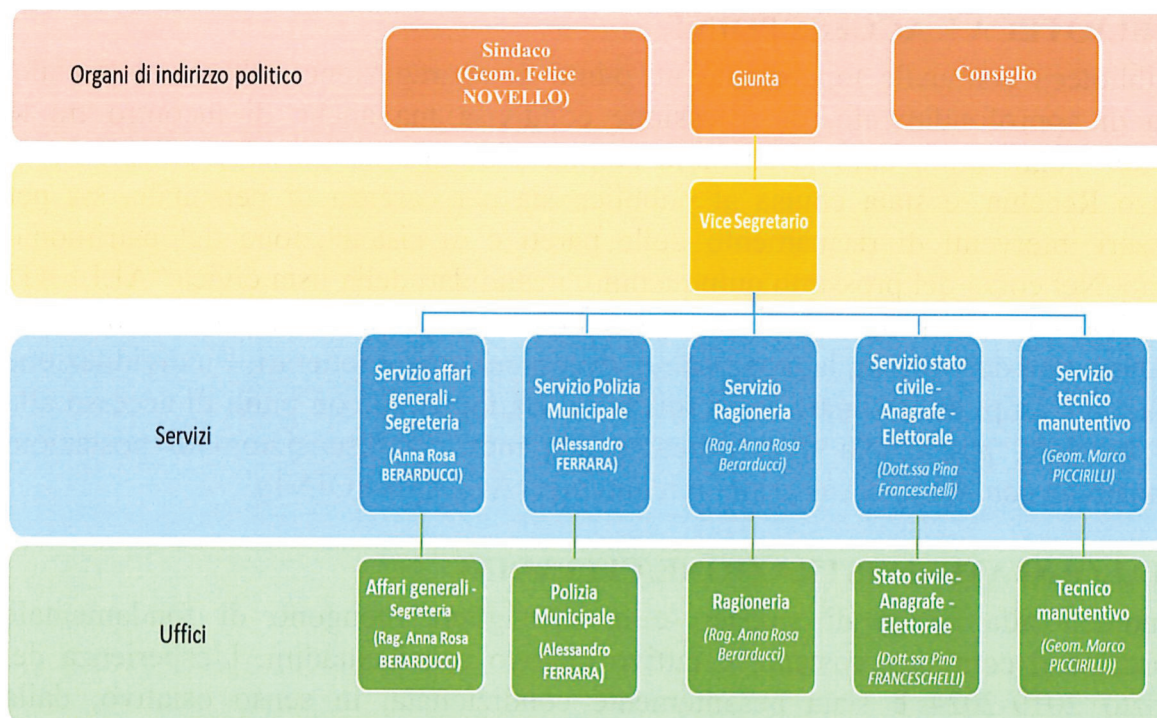 Organi di indirizzo politico
Sindaco
(Geom. Felice
NOVELLO)
Giunta
Consiglio
Vice Segretario
Servizi
Servizio affari
generali -
Segreteria
(Anna Rosa
BERARDUCCI)
Servizio Polizia
Municipale
(Alessandro
FERRARA)
Servizio
Ragioneria
(Rag. Anna Rosa
Berarducci)
Servizio stato
civile-
Anagrafe -
Elettorale
(Dott.ssa Pina
Franceschelli)
Servizio
tecnico
manutentivo
(Geom. Marco
PICCIRILLI)
Uffici
Affari generali -
Segreteria
(Rag. Anna Rosa
BERARDUCCI)
Polizia
Municipale
(Alessandro
FERRARA)
Ragioneria
(Rag. Anna Rosa
Berarducci)
Stato civile-
Anagrafe -
Elettorale
(Dott.ssa Pina
FRANCESCHELLI)
Tecnico
manutentivo
(Geom. Marco
PICCIRILLI))